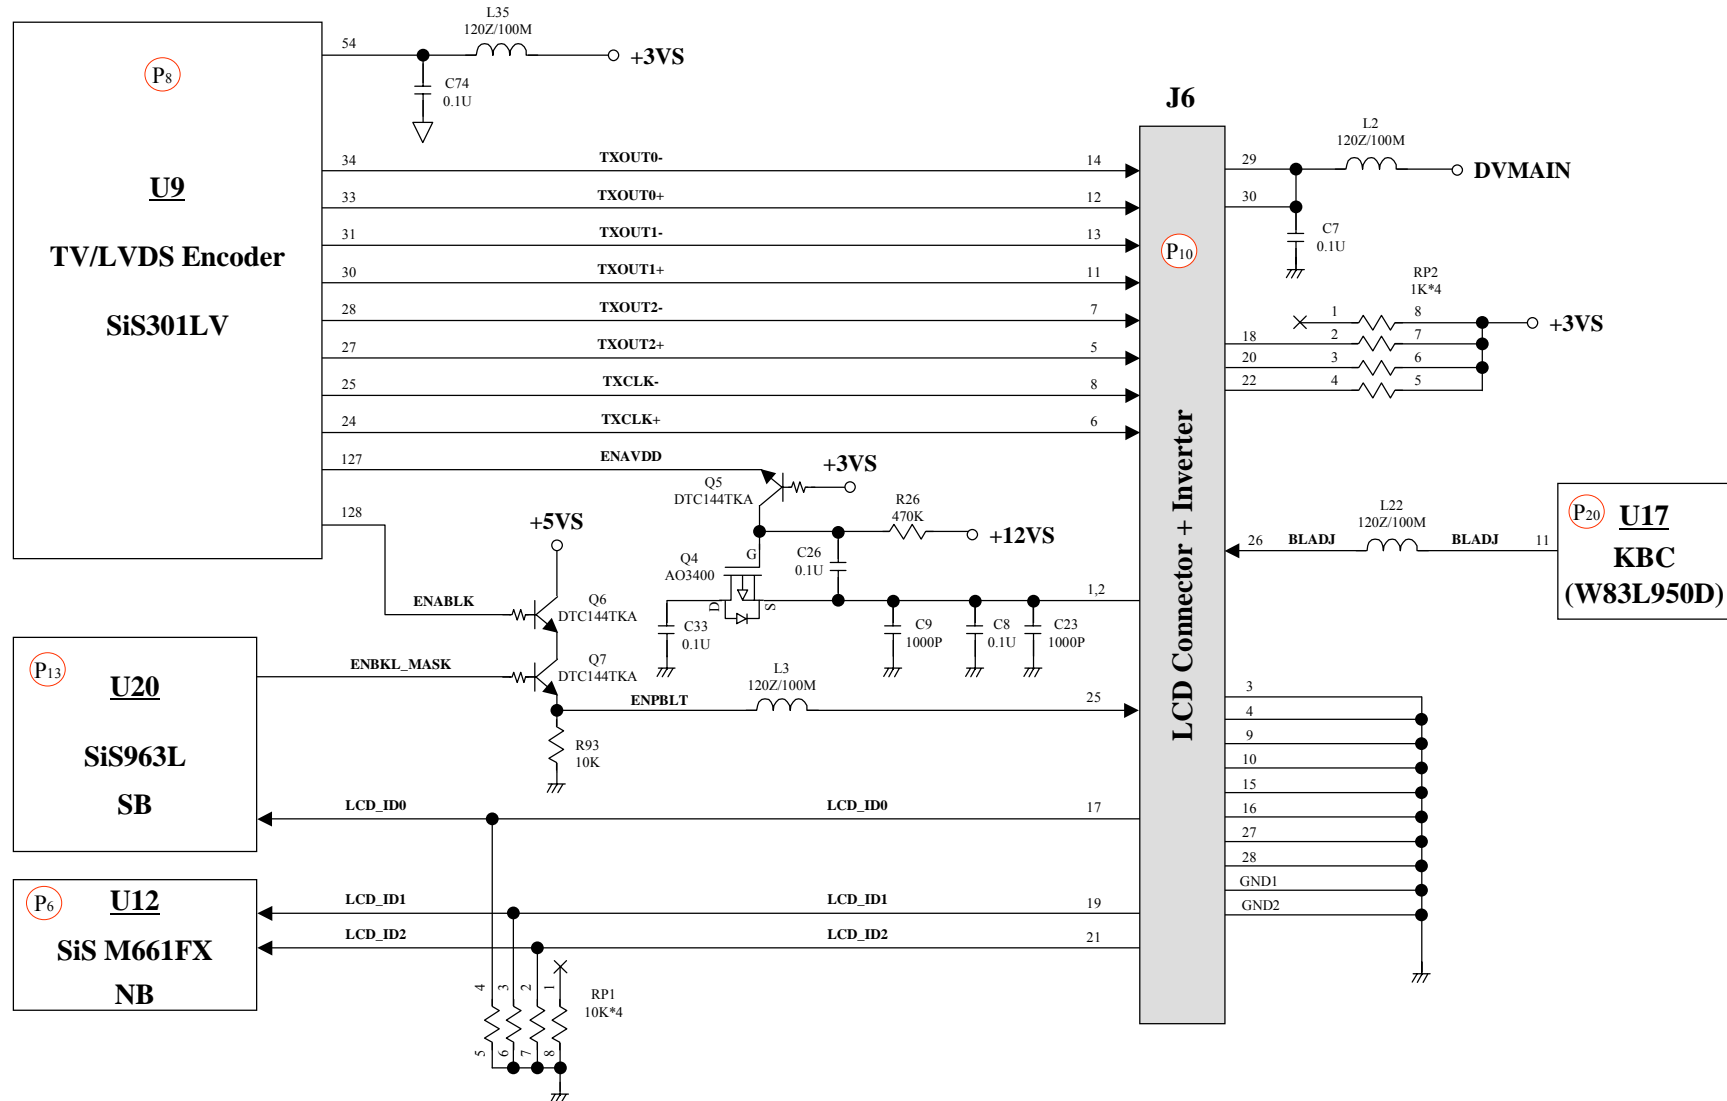 L35
120Z/100M
54
+3VS
P8
C74
0.1U
J6
U9
TV/LVDS Encoder
SiS301LV
34 TXOUT0- 14
33 TXOUT0+ 12
31 TXOUT1- 13
30 TXOUT1+ 11
28 TXOUT2- 7
27 TXOUT2+ 5
25 TXCLK- 8
24 TXCLK+ 6
127 ENAVDD
128
L2
120Z/100M
29
DVMAIN
30
C7
0.1U
P10
LCD Connector + Inverter
RP2
1K*4
1 8
+3VS
18 2 7
20 3 6
22 4 5
+3VS
Q5
DTC144TKA
R26
470K
+12VS
+5VS
G
Q4
AO3400
C26
0.1U
D S
1,2
C33
0.1U
C9
1000P
C8
0.1U
C23
1000P
ENABLK
Q6
DTC144TKA
ENBKL_MASK
Q7
DTC144TKA
L3
120Z/100M
ENPBLT 25
R93
10K
L22
120Z/100M
26 BLADJ BLADJ 11
P20
U17
KBC
(W83L950D)
P13
U20
SiS963L
SB
LCD_ID0 LCD_ID0 17
P6
U12
SiS M661FX
NB
LCD_ID1 LCD_ID1 19
LCD_ID2 LCD_ID2 21
4 3 2 1
RP1
10K*4
5 6 7 8
3
4
9
10
15
16
27
28
GND1
GND2